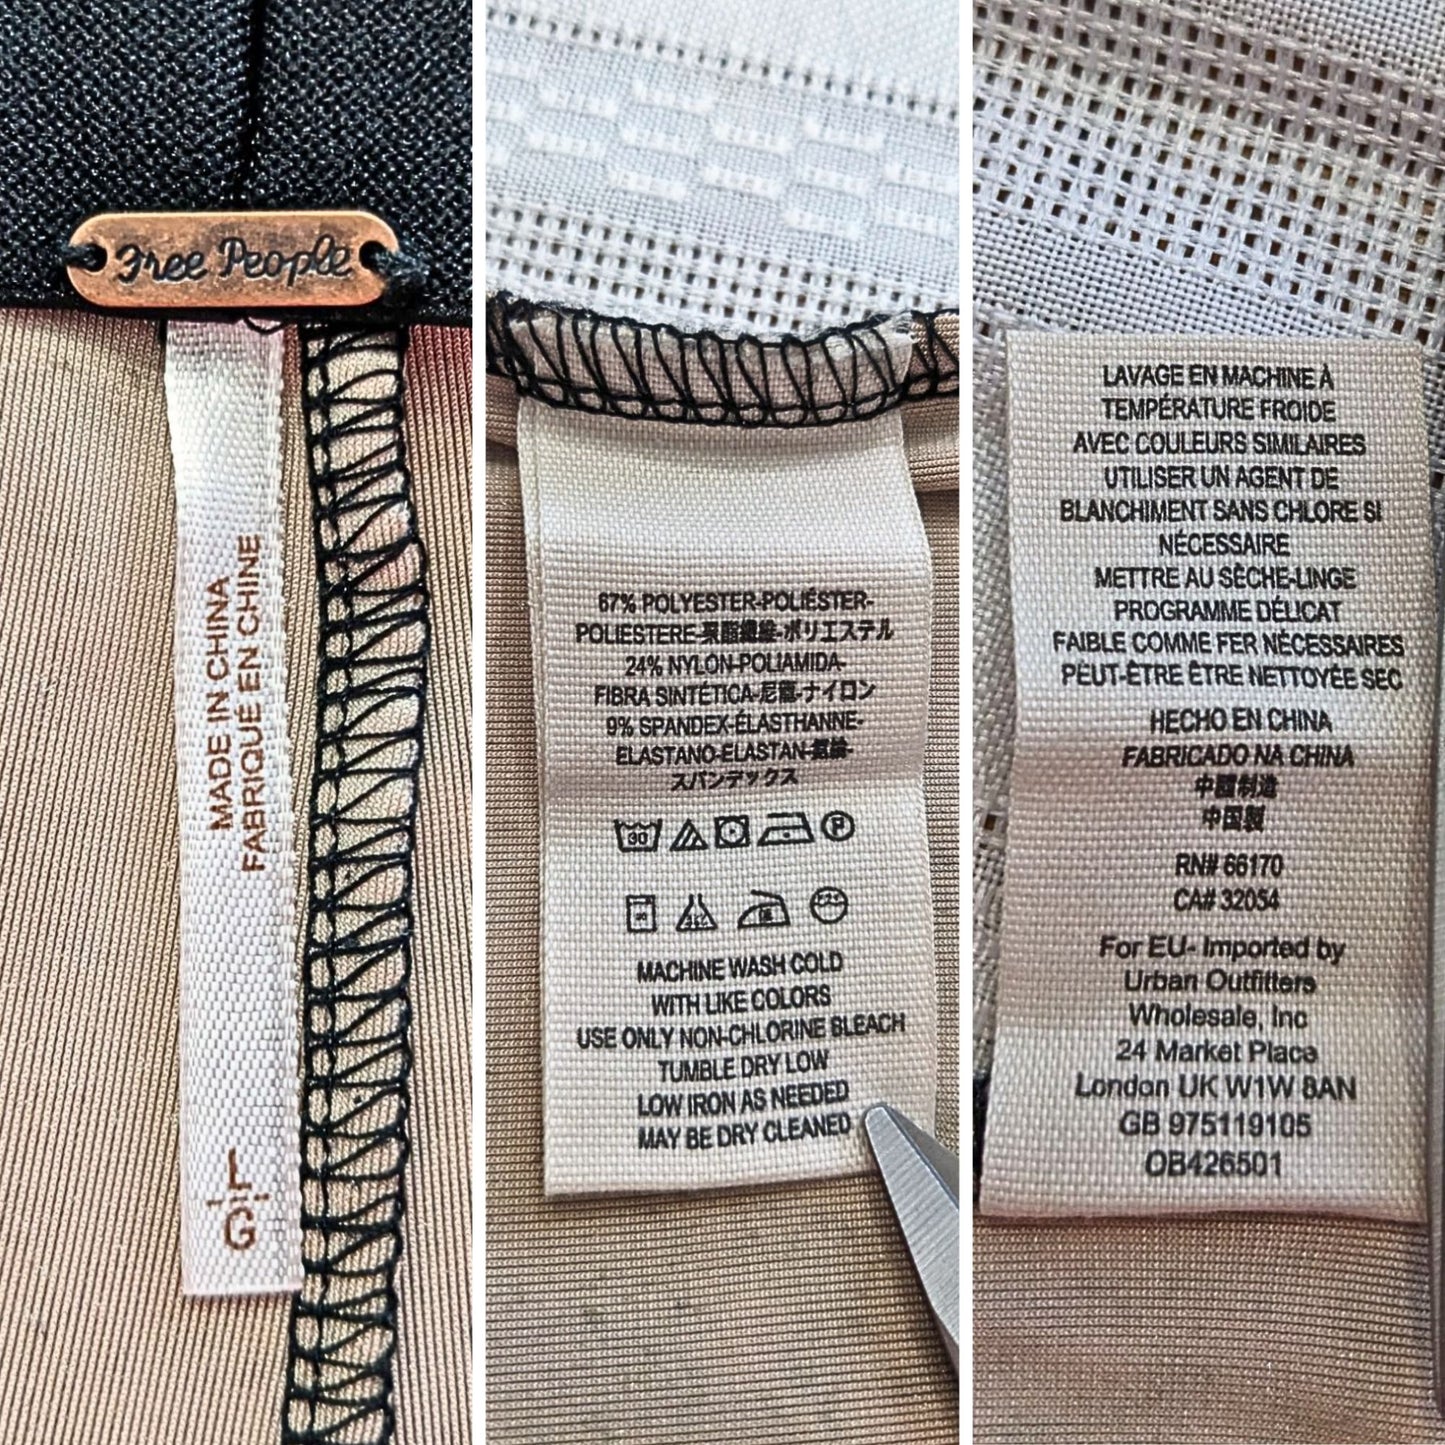 Free People
MADE IN CHINA
FABRIQUÉ EN CHINE
67% POLYESTER-POLIÉSTER-
POLIESTERE-聚酯纖維-ポリエステル
24% NYLON-POLIAMIDA-
FIBRA SINTÉTICA-尼龍-ナイロン
9% SPANDEX-ÉLASTHANNE-
ELASTANO-ELASTAN-氨綸-
スパンデックス
30
MACHINE WASH COLD
WITH LIKE COLORS
USE ONLY NON-CHLORINE BLEACH
TUMBLE DRY LOW
LOW IRON AS NEEDED
MAY BE DRY CLEANED
LAVAGE EN MACHINE À
TEMPÉRATURE FROIDE
AVEC COULEURS SIMILAIRES
UTILISER UN AGENT DE
BLANCHIMENT SANS CHLORE SI
NÉCESSAIRE
METTRE AU SÈCHE-LINGE
PROGRAMME DÉLICAT
FAIBLE COMME FER NÉCESSAIRES
PEUT-ÊTRE ÊTRE NETTOYÉE SEC
HECHO EN CHINA
FABRICADO NA CHINA
中國制造
中国製
RN# 66170
CA# 32054
For EU- Imported by
Urban Outfitters
Wholesale, Inc
24 Market Place
London UK W1W 8AN
GB 975119105
OB426501